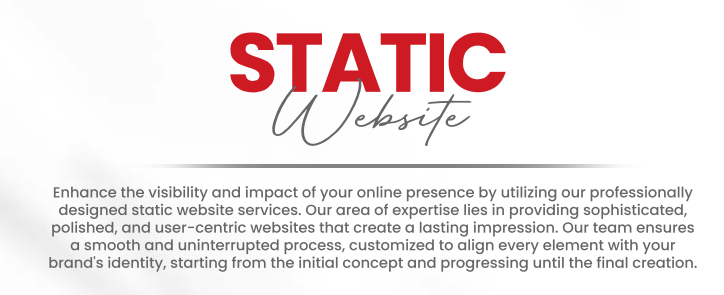 STATIC
Website
Enhance the visibility and impact of your online presence by utilizing our professionally
designed static website services. Our area of expertise lies in providing sophisticated,
polished, and user-centric websites that create a lasting impression. Our team ensures
a smooth and uninterrupted process, customized to align every element with your
brand's identity, starting from the initial concept and progressing until the final creation.